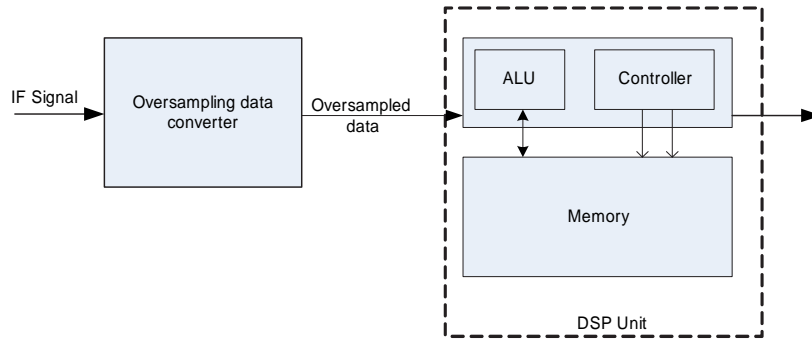 IF Signal
Oversampling data
converter
Oversampled
data
ALU
Controller
Memory
DSP Unit